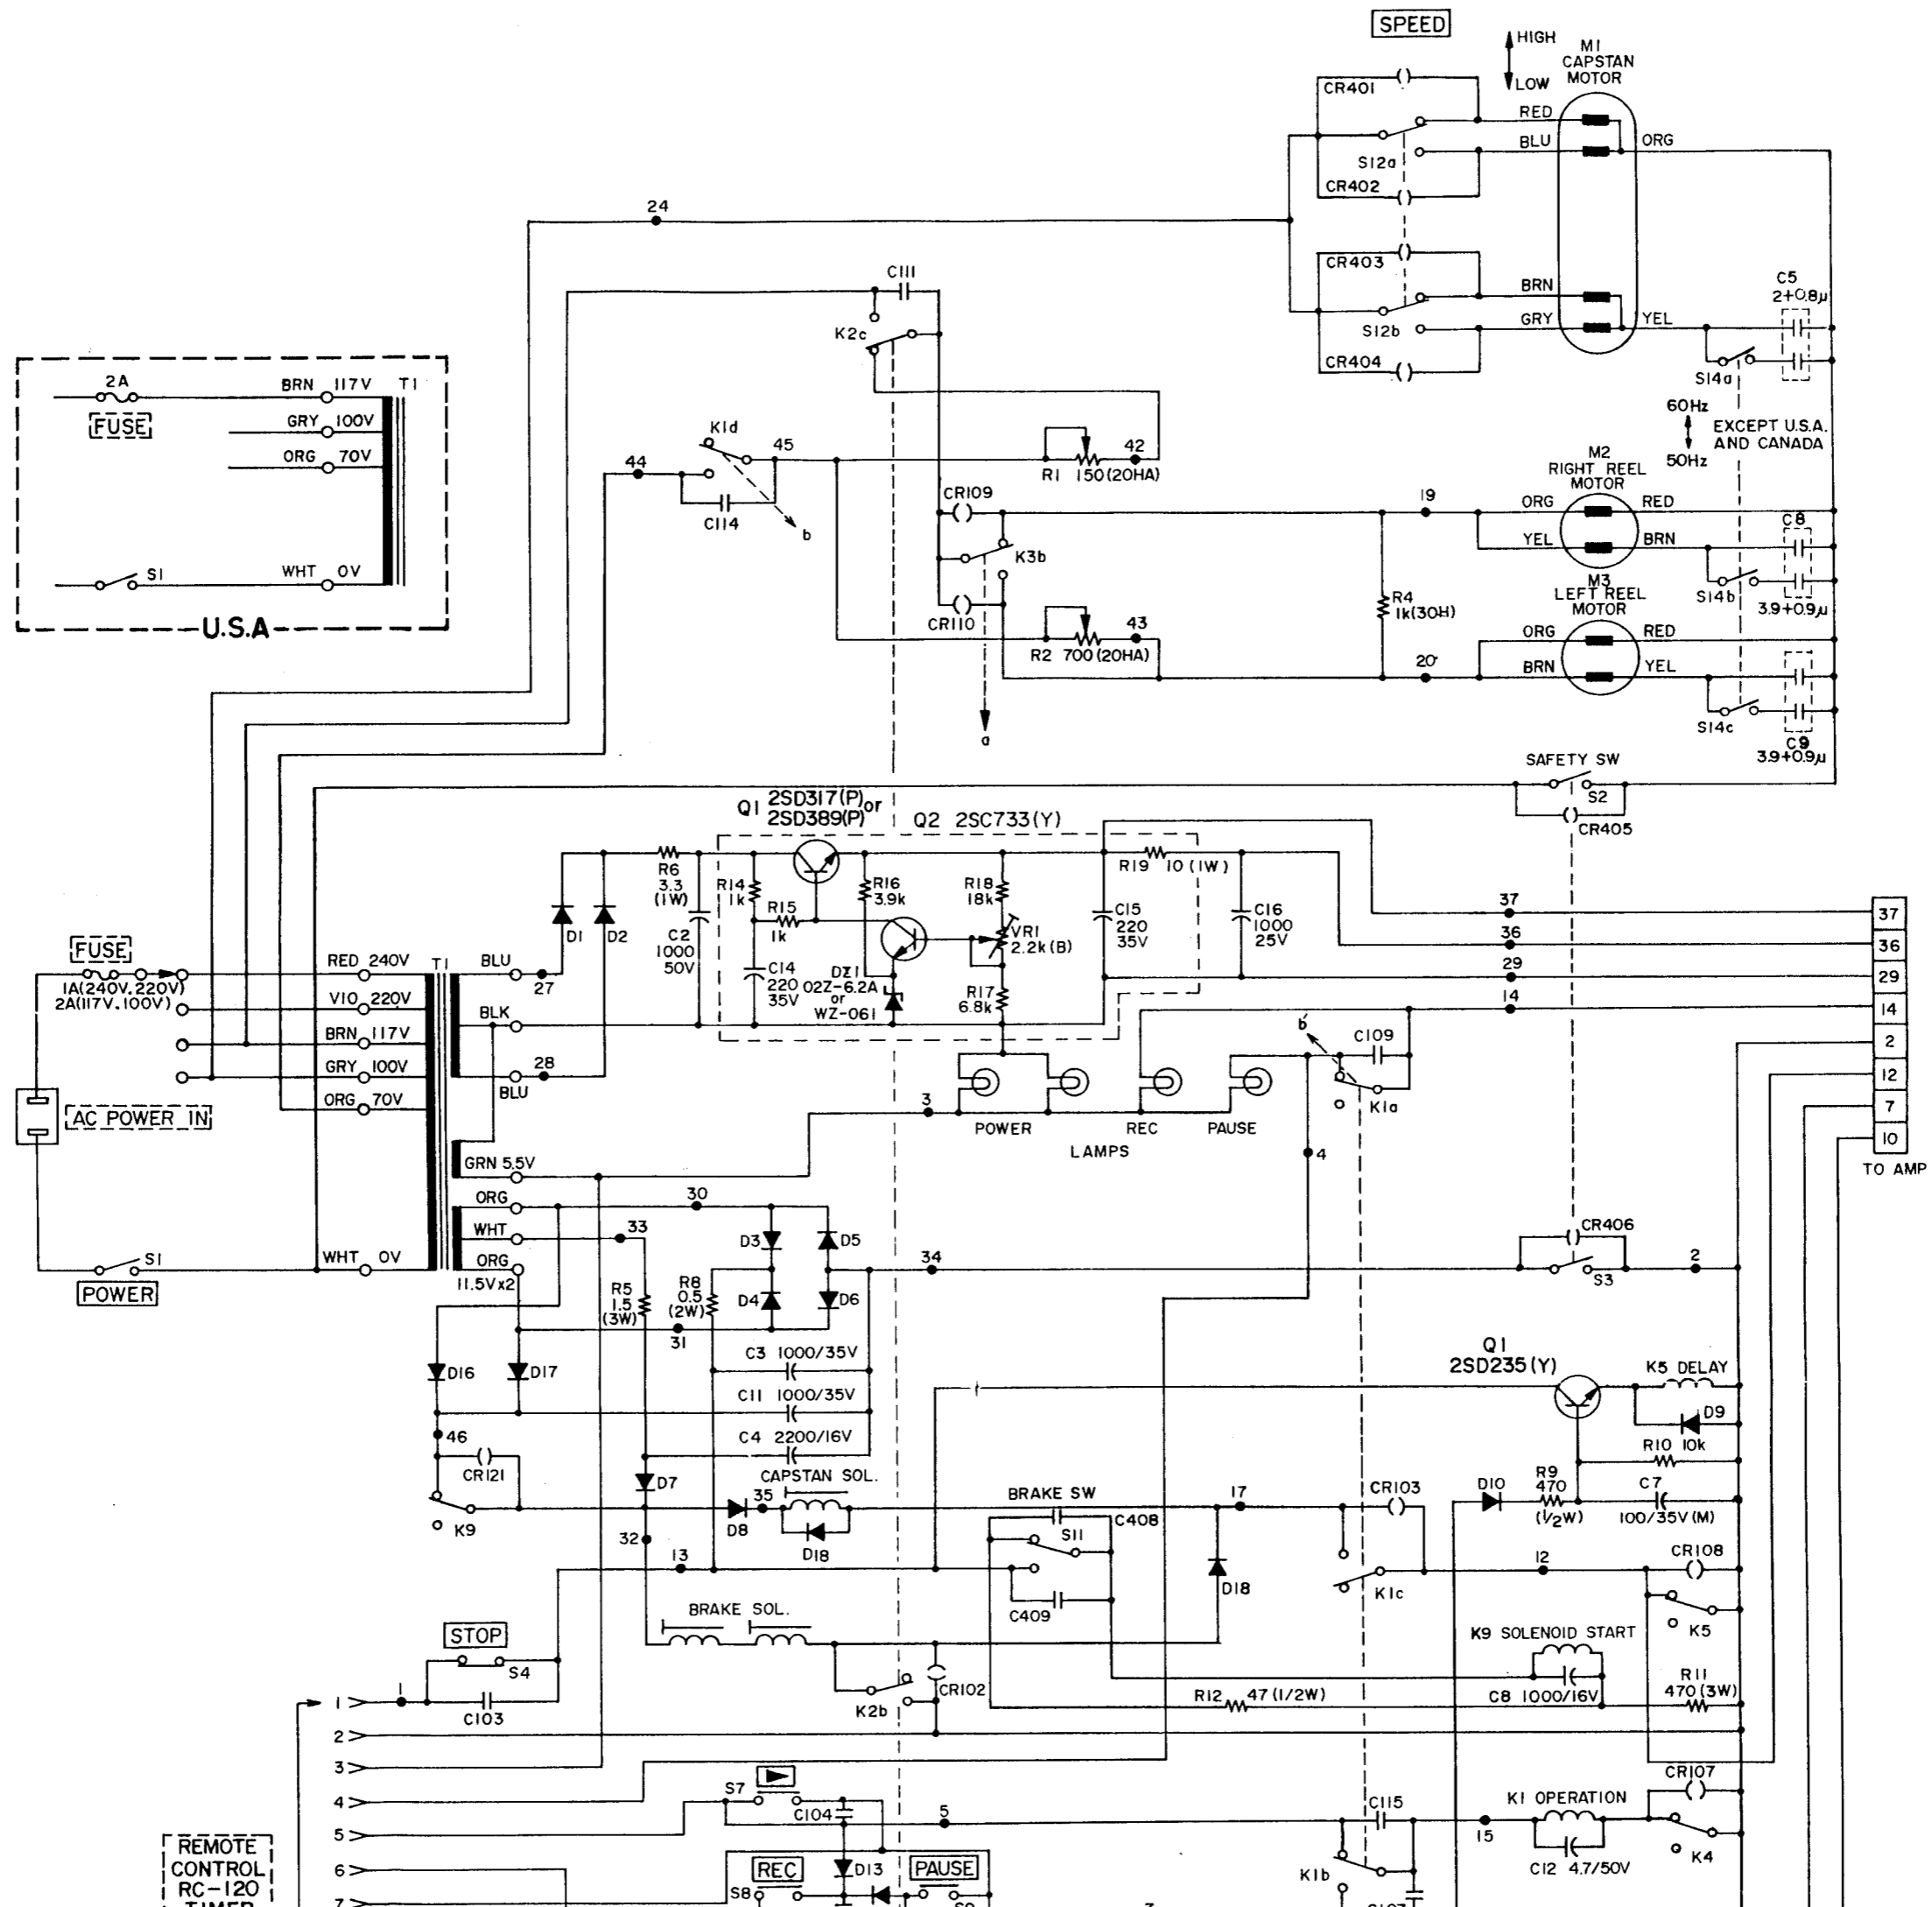 SPEED
HIGH
LOW
M1
CAPSTAN
MOTOR
CR401
RED
BLU
ORG
S12a
CR402
24
CR403
BRN
GRY
YEL
S12b
CR404
C5
2+0.8µ
S14a
60Hz
50Hz
EXCEPT U.S.A.
AND CANADA
C111
K2c
2A
FUSE
BRN 117V
T1
GRY 100V
ORG 70V
S1
WHT 0V
U.S.A
K1d
45
44
C114
b
R1 150(20HA)
42
CR109
K3b
CR110
R2 700(20HA)
43
a
19
M2
RIGHT REEL
MOTOR
ORG
RED
YEL
BRN
C8
S14b
3.9+0.9µ
R4
1k(30H)
M3
LEFT REEL
MOTOR
ORG
RED
20
BRN
YEL
S14c
C9
3.9+0.9µ
SAFETY SW
S2
CR405
Q1 2SD317(P) or
2SD389(P)
Q2 2SC733(Y)
R6
3.3
(1W)
R14
1k
R15
1k
R16
3.9k
R18
18k
VR1
2.2k(B)
R17
6.8k
R19 10(1W)
C2
1000
50V
C14
220
35V
DZ1
02Z-6.2A
or
WZ-061
C15
220
35V
C16
1000
25V
D1
D2
37
36
29
14
37
36
29
14
2
12
7
10
TO AMP
FUSE
1A(240V.220V)
2A(117V.100V)
RED 240V
T1
VIO 220V
BRN 117V
GRY 100V
ORG 70V
BLU
27
BLK
28
BLU
AC POWER IN
S1
POWER
WHT 0V
GRN 5.5V
ORG
WHT
ORG
11.5Vx2
3
POWER
REC
PAUSE
LAMPS
b'
C109
K1a
4
30
33
D3
D5
D4
D6
R5
1.5
(3W)
R8
0.5
(2W)
31
34
CR406
S3
2
D16
D17
C3 1000/35V
C11 1000/35V
C4 2200/16V
46
CR121
K9
D7
CAPSTAN SOL.
D8
35
D18
32
13
BRAKE SW
C408
S11
C409
17
CR103
D18
K1c
12
Q1
2SD235(Y)
K5 DELAY
D9
R10 10k
D10
R9
470
(1/2W)
C7
100/35V(M)
CR108
K5
BRAKE SOL.
STOP
S4
C103
K2b
CR102
K9 SOLENOID START
C8 1000/16V
R12 47(1/2W)
R11
470(3W)
1
1
2
3
4
5
6
7
S7
C104
5
D13
REC
PAUSE
S8
C115
15
K1 OPERATION
C12 4.7/50V
CR107
K4
K1b
REMOTE
CONTROL
RC-120
TIMER